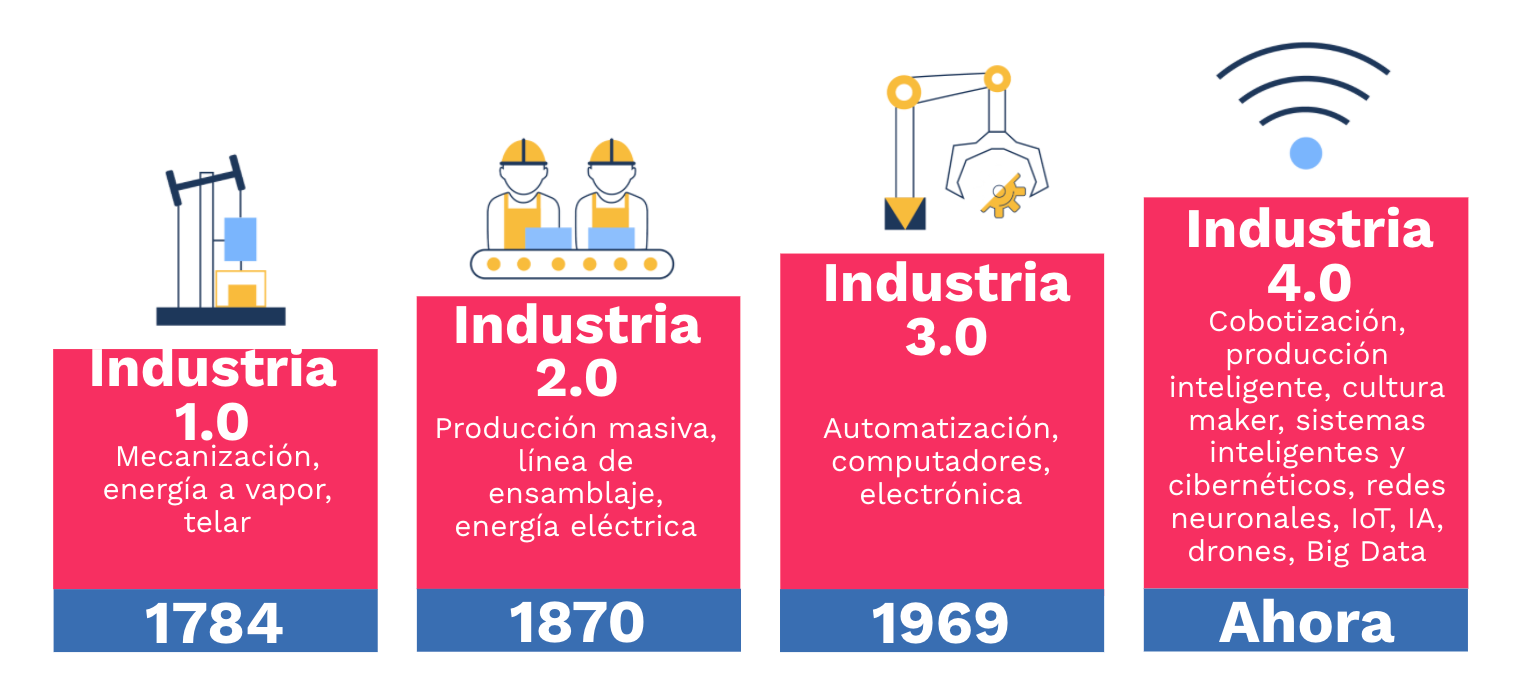 Industria
1.0
Mecanización,
energía a vapor,
telar
1784
Industria
2.0
Producción masiva,
línea de
ensamblaje,
energía eléctrica
1870
Industria
3.0
Automatización,
computadores,
electrónica
1969
Industria
4.0
Cobotización,
producción
inteligente, cultura
maker, sistemas
inteligentes y
cibernéticos, redes
neuronales, IoT, IA,
drones, Big Data
Ahora